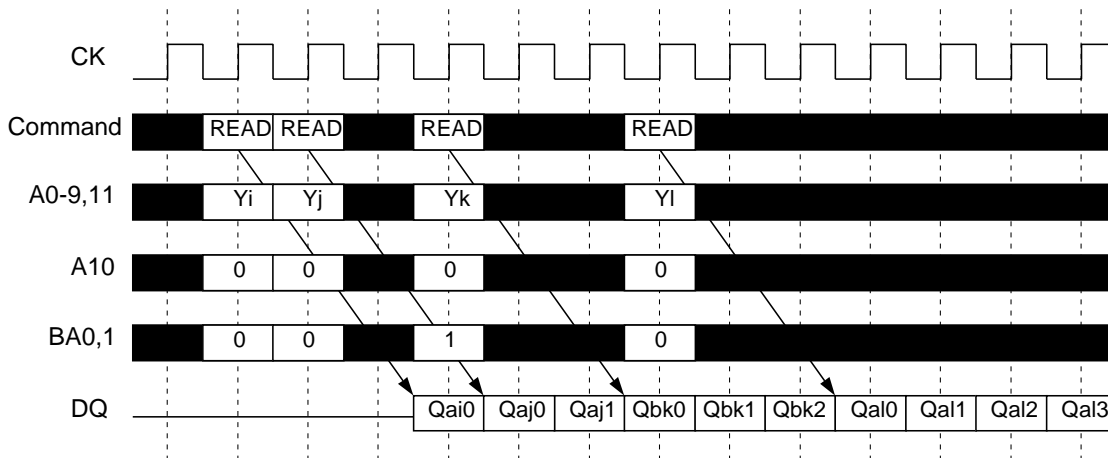 CK
Command READ READ READ READ
A0-9,11 Yi Yj Yk Yl
A10 0 0 0 0
BA0,1 0 0 1 0
DQ Qai0 Qaj0 Qaj1 Qbk0 Qbk1 Qbk2 Qal0 Qal1 Qal2 Qal3